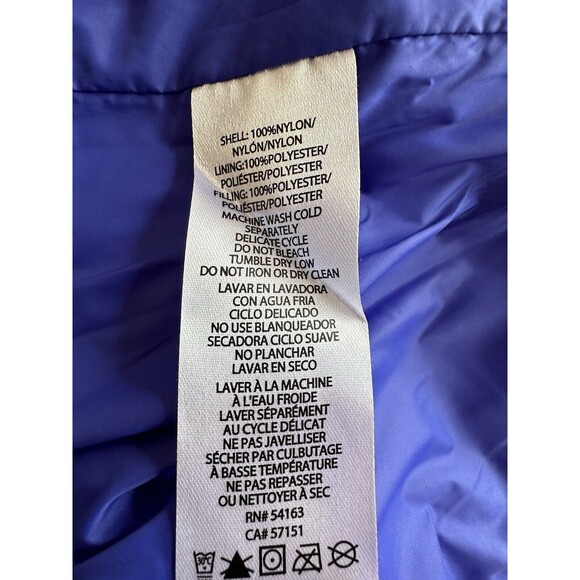 SHELL: 100%NYLON/
NYLÓN/NYLON
LINING:100%POLYESTER/
POLIÉSTER/POLYESTER
FILLING: 100%POLYESTER/
POLIÉSTER/POLYESTER
MACHINE WASH COLD
SEPARATELY
DELICATE CYCLE
DO NOT BLEACH
TUMBLE DRY LOW
DO NOT IRON OR DRY CLEAN
LAVAR EN LAVADORA
CON AGUA FRIA
CICLO DELICADO
NO USE BLANQUEADOR
SECADORA CICLO SUAVE
NO PLANCHAR
LAVAR EN SECO
LAVER À LA MACHINE
À L'EAU FROIDE
LAVER SÉPARÉMENT
AU CYCLE DÉLICAT
NE PAS JAVELLISER
SÉCHER PAR CULBUTAGE
À BASSE TEMPÉRATURE
NE PAS REPASSER
OU NETTOYER À SEC
RN# 54163
CA# 57151